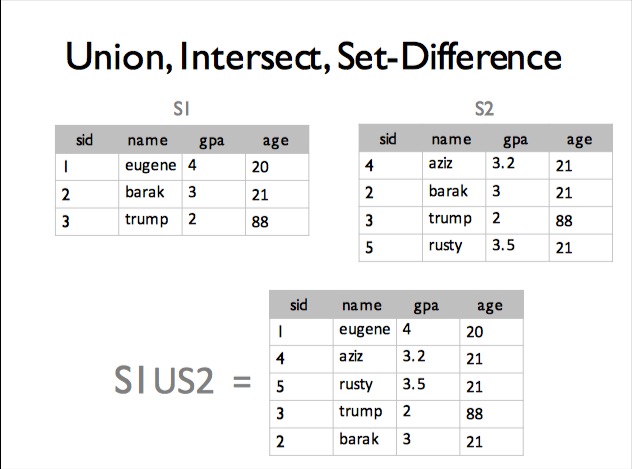 Union, Intersect, Set-Difference
S1
sid name gpa age
1 eugene 4 20
2 barak 3 21
3 trump 2 88
S2
sid name gpa age
4 aziz 3.2 21
2 barak 3 21
3 trump 2 88
5 rusty 3.5 21
S1US2 =
sid name gpa age
1 eugene 4 20
4 aziz 3.2 21
5 rusty 3.5 21
3 trump 2 88
2 barak 3 21